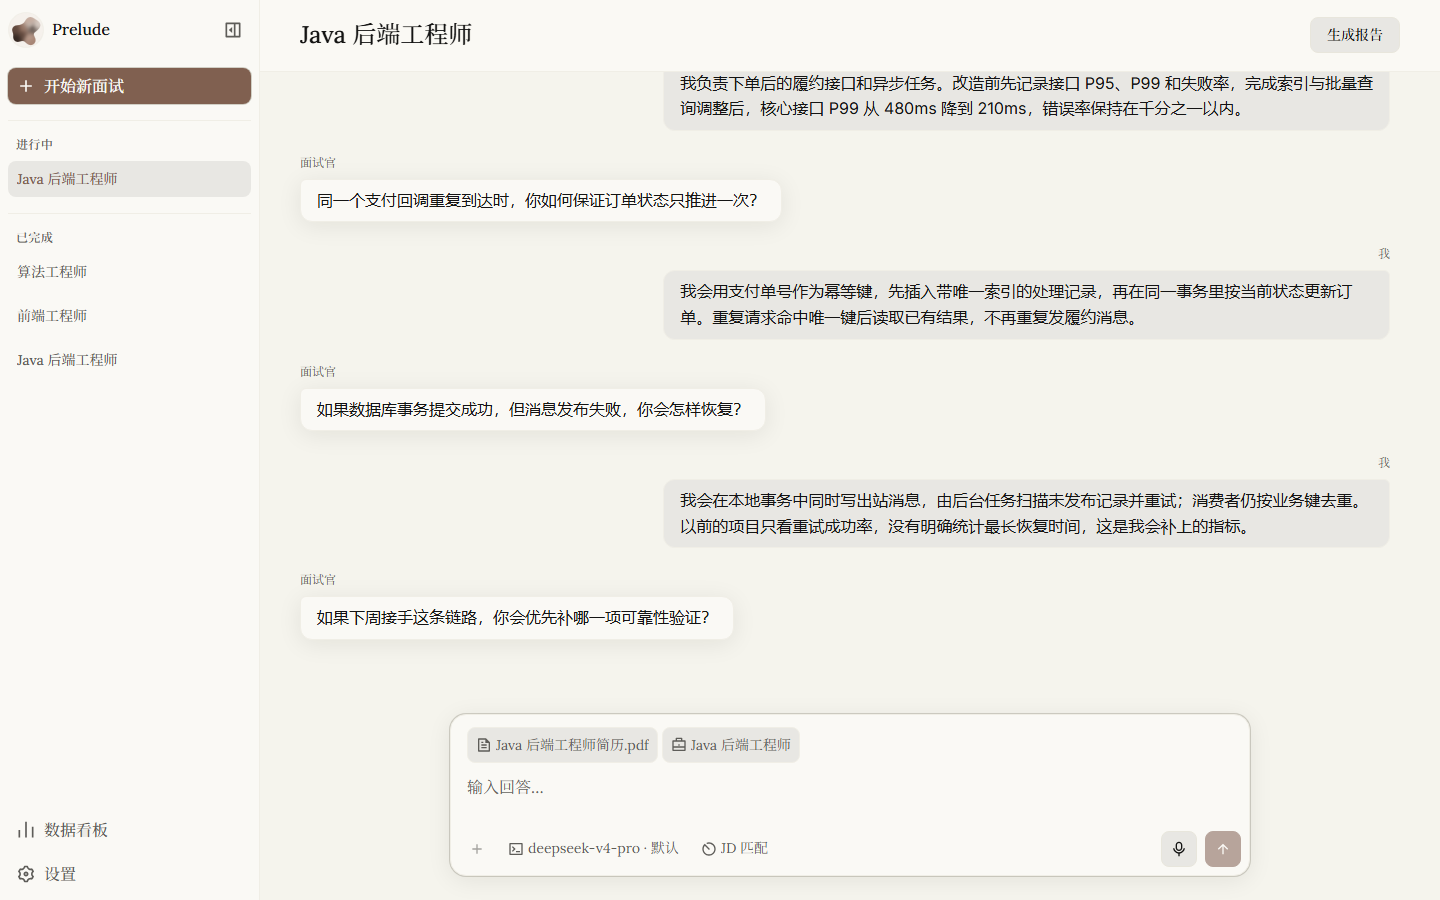 Prelude
开始新面试
进行中
Java 后端工程师
已完成
算法工程师
前端工程师
Java 后端工程师
数据看板
设置
Java 后端工程师
生成报告
我负责下单后的履约接口和异步任务。改造前先记录接口 P95、P99 和失败率，完成索引与批量查
询调整后，核心接口 P99 从 480ms 降到 210ms，错误率保持在千分之一以内。
面试官
同一个支付回调重复到达时，你如何保证订单状态只推进一次？
我
我会用支付单号作为幂等键，先插入带唯一索引的处理记录，再在同一事务里按当前状态更新订
单。重复请求命中唯一键后读取已有结果，不再重复发履约消息。
面试官
如果数据库事务提交成功，但消息发布失败，你会怎样恢复？
我
我会在本地事务中同时写出站消息，由后台任务扫描未发布记录并重试；消费者仍按业务键去重。
以前的项目只看重试成功率，没有明确统计最长恢复时间，这是我会补上的指标。
面试官
如果下周接手这条链路，你会优先补哪一项可靠性验证？
Java 后端工程师简历.pdf
Java 后端工程师
输入回答...
deepseek-v4-pro · 默认
JD 匹配